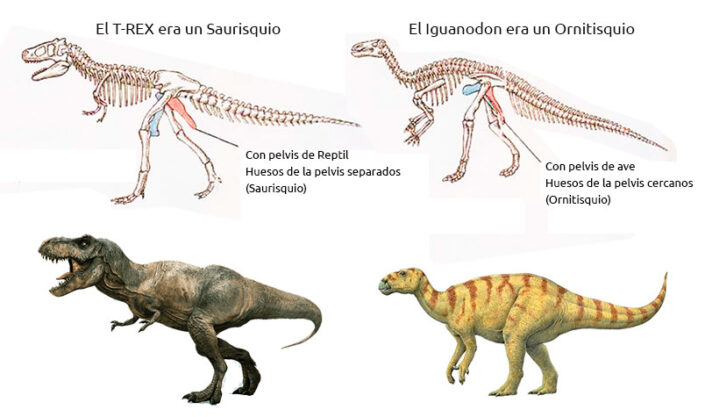 El T-REX era un Saurisquio
El Iguanodon era un Ornitisquio
Con pelvis de Reptil
Huesos de la pelvis separados
(Saurisquio)
Con pelvis de ave
Huesos de la pelvis cercanos
(Ornitisquio)